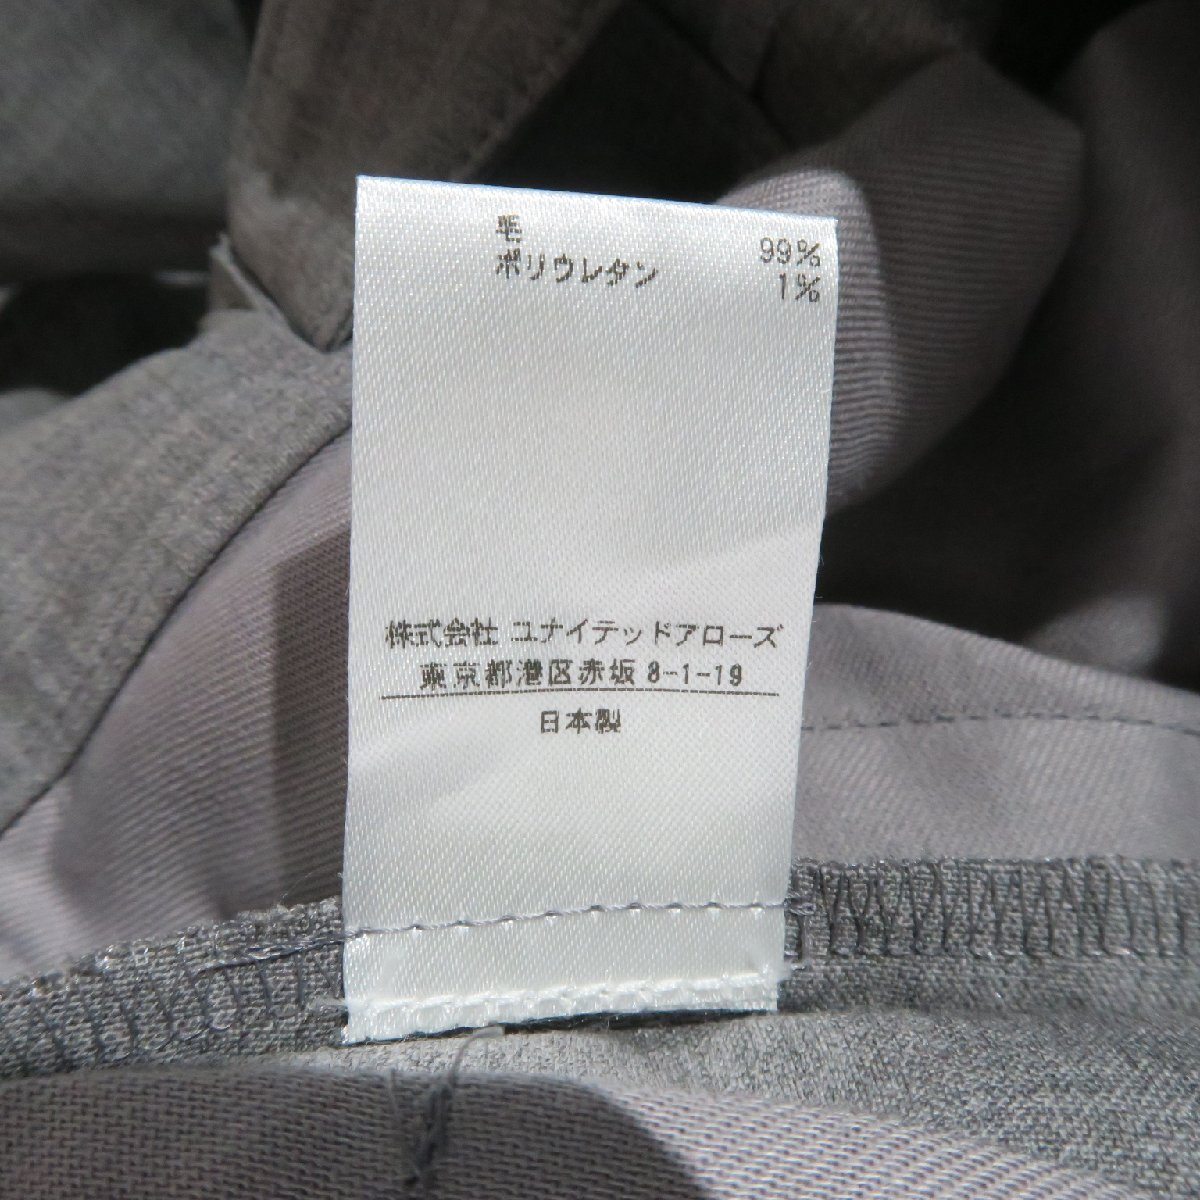 毛 99%
ポリウレタン 1%
株式会社 ユナイテッドアローズ
東京都港区赤坂 8-1-19
日本製